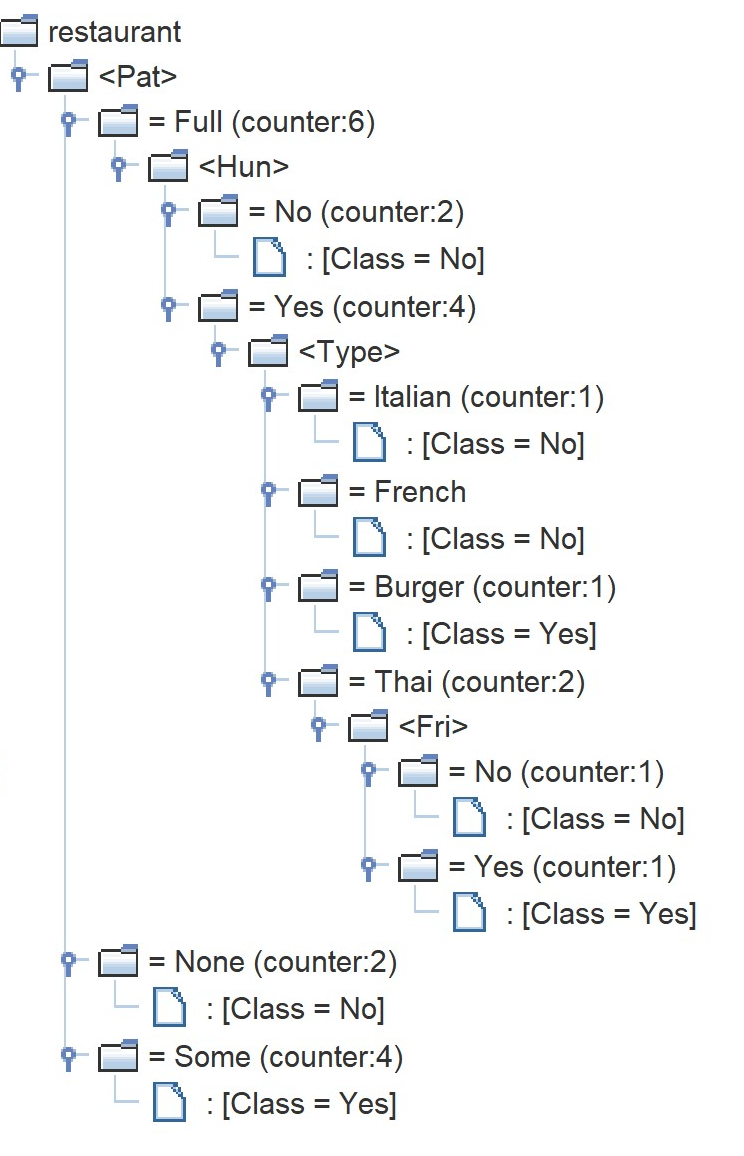 restaurant
<Pat>
= Full (counter:6)
<Hun>
= No (counter:2)
: [Class = No]
= Yes (counter:4)
<Type>
= Italian (counter:1)
: [Class = No]
= French
: [Class = No]
= Burger (counter:1)
: [Class = Yes]
= Thai (counter:2)
<Fri>
= No (counter:1)
: [Class = No]
= Yes (counter:1)
: [Class = Yes]
= None (counter:2)
: [Class = No]
= Some (counter:4)
: [Class = Yes]